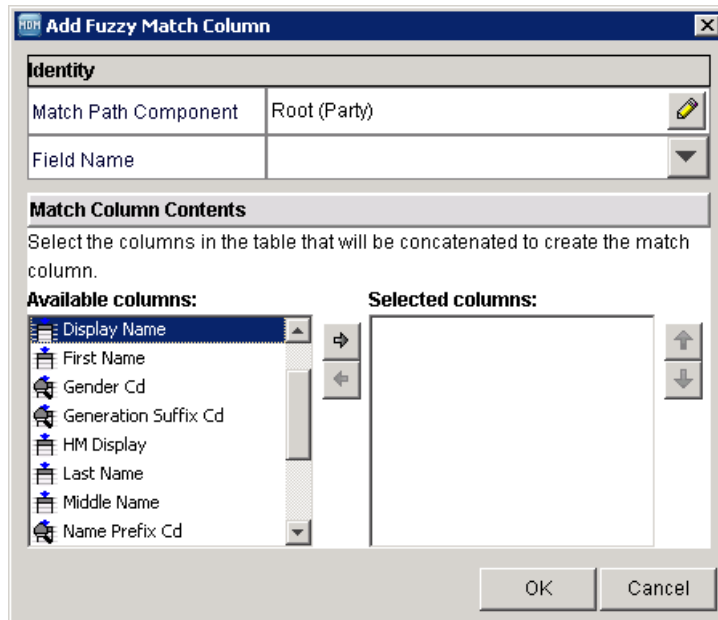 MDM Add Fuzzy Match Column
Identity
Match Path Component Root (Party)
Field Name
Match Column Contents
Select the columns in the table that will be concatenated to create the match
column.
Available columns: Selected columns:
Display Name
First Name
Gender Cd
Generation Suffix Cd
HM Display
Last Name
Middle Name
Name Prefix Cd
OK Cancel